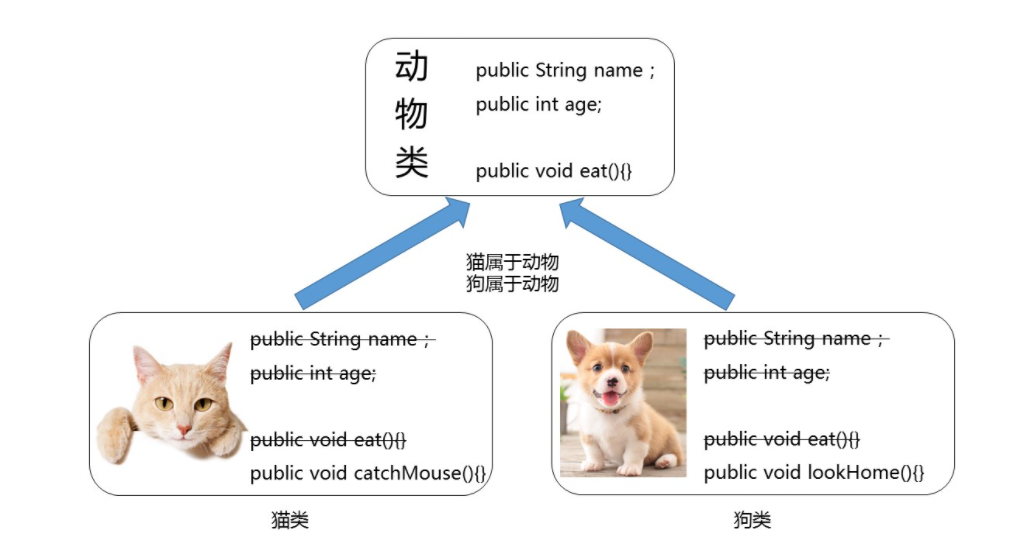 动物类
public String name ;
public int age;
public void eat(){}
猫属于动物
狗属于动物
public String name ;
public int age;
public void eat(){}
public void catchMouse(){}
猫类
public String name ;
public int age;
public void eat(){}
public void lookHome(){}
狗类